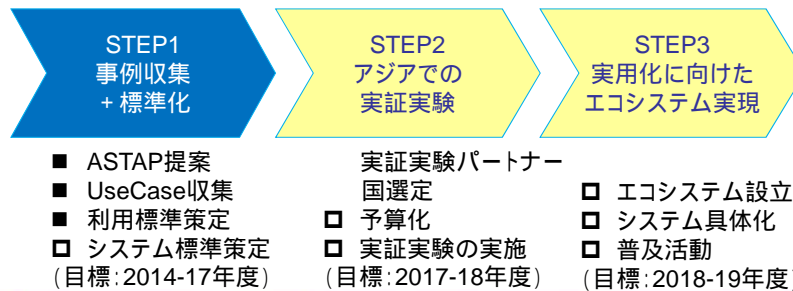 STEP1
事例収集
+ 標準化
■ ASTAP提案
■ UseCase収集
■ 利用標準策定
□ システム標準策定
(目標:2014-17年度)
STEP2
アジアでの
実証実験
実証実験パートナー
国選定
□ 予算化
□ 実証実験の実施
(目標:2017-18年度)
STEP3
実用化に向けた
エコシステム実現
□ エコシステム設立
□ システム具体化
□ 普及活動
(目標:2018-19年度)